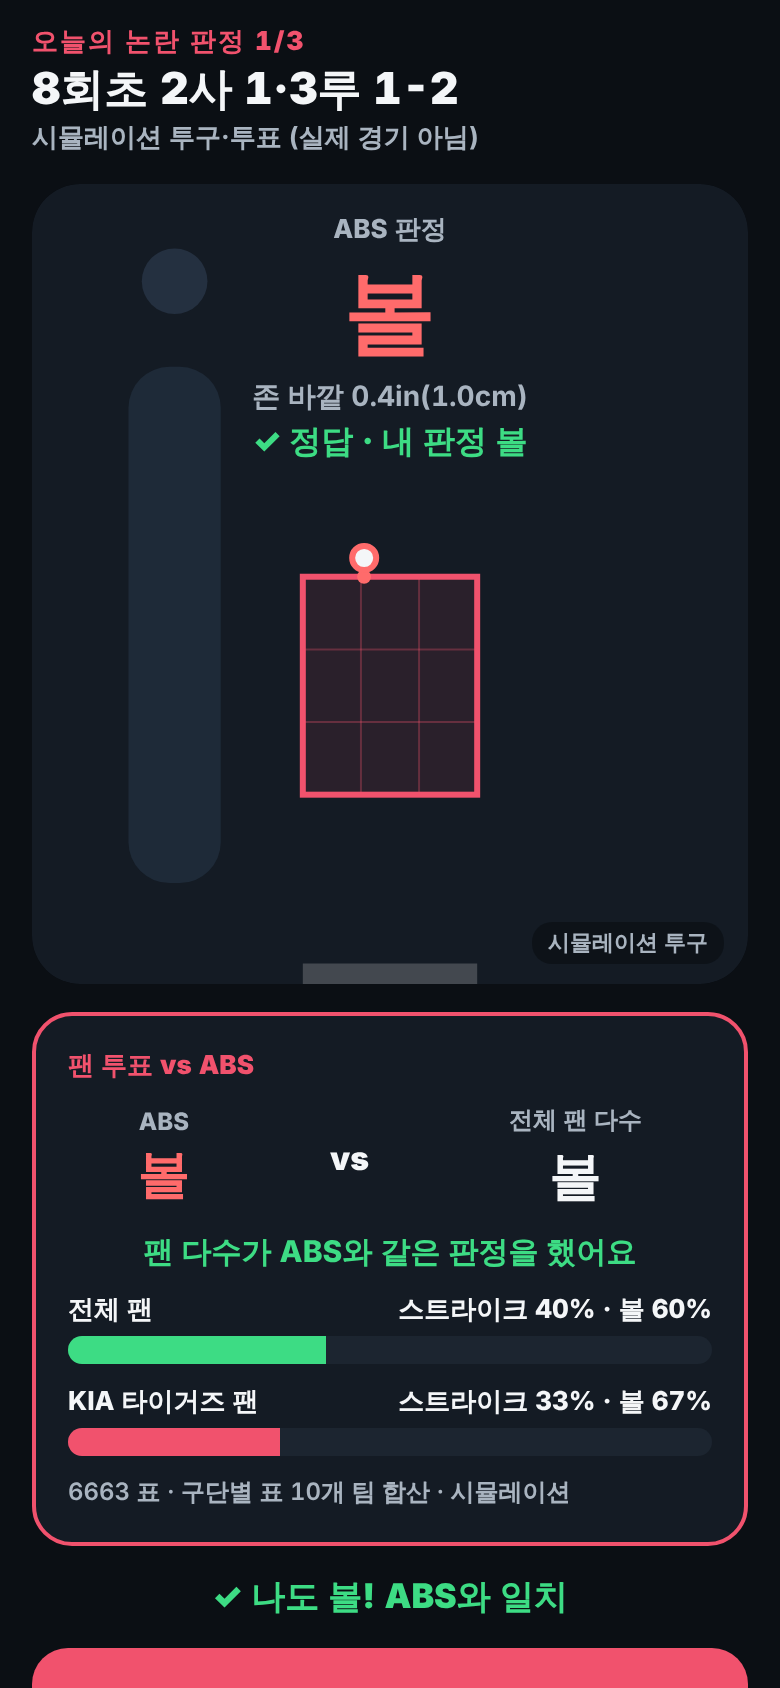 오늘의 논란 판정 1/3
8회초 2사 1·3루 1-2
시뮬레이션 투구·투표 (실제 경기 아님)
ABS 판정
볼
존 바깥 0.4in(1.0cm)
✓ 정답 · 내 판정 볼
시뮬레이션 투구
팬 투표 vs ABS
ABS
볼
vs
전체 팬 다수
볼
팬 다수가 ABS와 같은 판정을 했어요
전체 팬 스트라이크 40% · 볼 60%
KIA 타이거즈 팬 스트라이크 33% · 볼 67%
6663 표 · 구단별 표 10개 팀 합산 · 시뮬레이션
✓ 나도 볼! ABS와 일치